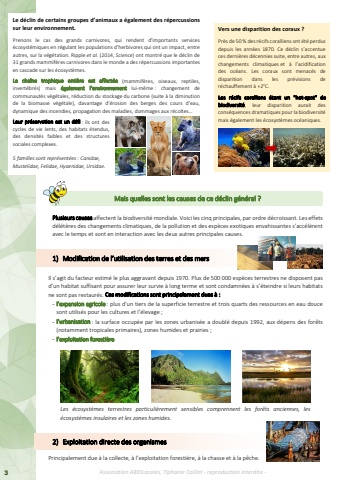 Le déclin de certains groupes d'animaux a également des répercussions
sur leur environnement.
Prenons le cas des grands carnivores, qui rendent d'importants services
écosystémiques en régulant les populations d'herbivores qui ont un impact, entre
autres, sur la végétation. Ripple et al. (2014, Science) ont montré que le déclin de
31 grands mammifères carnivores dans le monde a des répercussions importantes
en cascade sur les écosystèmes.
La chaîne trophique entière est affectée (mammifères, oiseaux, reptiles,
invertébrés) mais également l'environnement lui-même : changement de
communautés végétales, réduction du stockage du carbone (suite à la diminution
de la biomasse végétale), davantage d'érosion des berges des cours d'eau,
dynamique des incendies, propagation des maladies, dommages aux récoltes...
Leur préservation est un défi : ils ont des
cycles de vie lents, des habitats étendus,
des densités faibles et des structures
sociales complexes.
5 familles sont représentées : Canidae,
Mustelidae, Felidae, Hyaenidae, Ursidae.
Vers une disparition des coraux ?
Près de 50% des récifs coralliens ont été perdus
depuis les années 1870. Ce déclin s'accentue
ces dernières décennies suite, entre autres, aux
changements climatiques et à l'acidification
des océans. Les coraux sont menacés de
disparition dans les prévisions de
réchauffement à +2°C.
Les récifs coralliens étant un "hot-spot" de
biodiversité leur disparition aurait des
conséquences dramatiques pour la biodiversité
mais également les écosystèmes océaniques.
Mais quelles sont les causes de ce déclin général ?
Plusieurs causes affectent la biodiversité mondiale. Voici les cinq principales, par ordre décroissant. Les effets
délétères des changements climatiques, de la pollution et des espèces exotiques envahissantes s'accélèrent
avec le temps et sont en interaction avec les deux autres principales causes.
1) Modification de l'utilisation des terres et des mers
Il s'agit du facteur estimé le plus aggravant depuis 1970. Plus de 500 000 espèces terrestres ne disposent pas
d'un habitat suffisant pour assurer leur survie à long terme et sont condamnées à s'éteindre si leurs habitats
ne sont pas restaurés. Ces modifications sont principalement dues à :
- l'expansion agricole : plus d'un tiers de la superficie terrestre et trois quarts des ressources en eau douce
sont utilisés pour les cultures et l'élevage ;
- l'urbanisation : la surface occupée par les zones urbanisée a doublé depuis 1992, aux dépens des forêts
(notamment tropicales primaires), zones humides et prairies ;
- l'exploitation forestière
Les écosystèmes terrestres particulièrement sensibles comprennent les forêts anciennes, les
écosystèmes insulaires et les zones humides.
2) Exploitation directe des organismes
Principalement due à la collecte, à l'exploitation forestière, à la chasse et à la pêche.
3